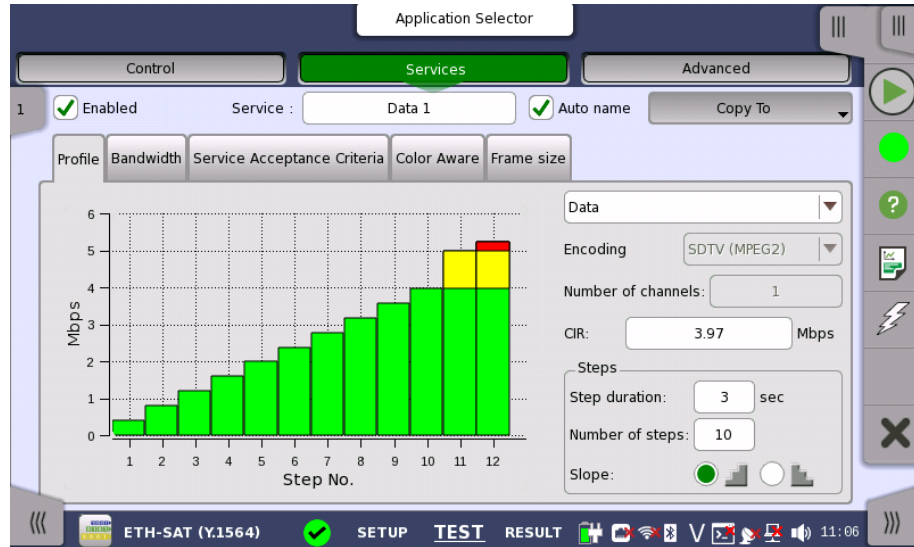 Application Selector
Control Services Advanced
1 Enabled Service : Data 1 Auto name Copy To
Profile Bandwidth Service Acceptance Criteria Color Aware Frame size
Data
Encoding SDTV (MPEG2)
Number of channels: 1
CIR: 3.97 Mbps
Steps
Step duration: 3 sec
Number of steps: 10
Slope:
Mbps
6
5
4
3
2
1
0
1 2 3 4 5 6 7 8 9 10 11 12
Step No.
ETH-SAT (Y.1564) SETUP TEST RESULT V 11:06